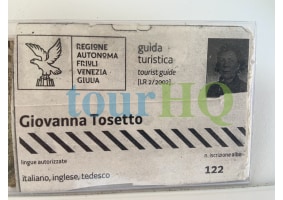 REGIONE
AUTONOMA
FRIULI
VENEZIA
GIULIA
guida
turistica
tourist guide
[LR 2/2002]
tourHQ
Giovanna Tosetto
lingue autorizzate
italiano, inglese, tedesco
n. iscrizione albo
122